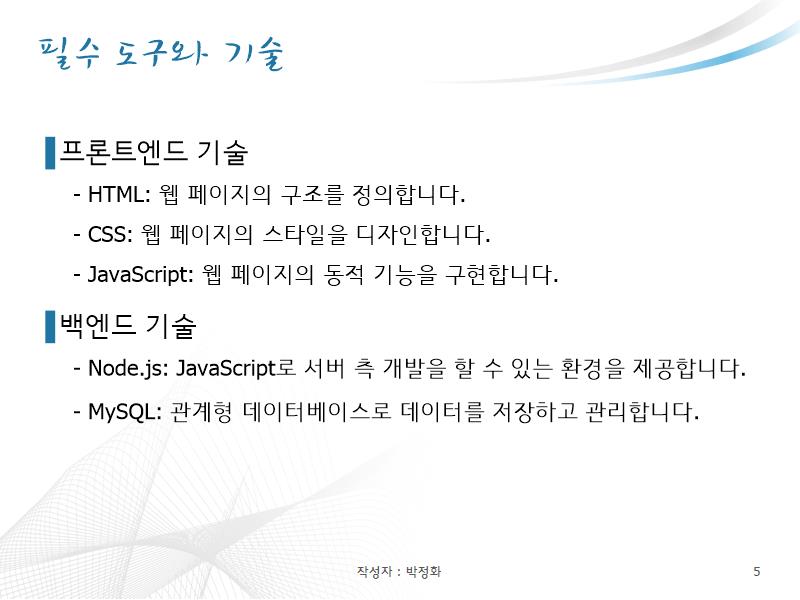 필수 도구와 기술
프론트엔드 기술
- HTML: 웹 페이지의 구조를 정의합니다.
- CSS: 웹 페이지의 스타일을 디자인합니다.
- JavaScript: 웹 페이지의 동적 기능을 구현합니다.
백엔드 기술
- Node.js: JavaScript로 서버 측 개발을 할 수 있는 환경을 제공합니다.
- MySQL: 관계형 데이터베이스로 데이터를 저장하고 관리합니다.
작성자 : 박정화
5